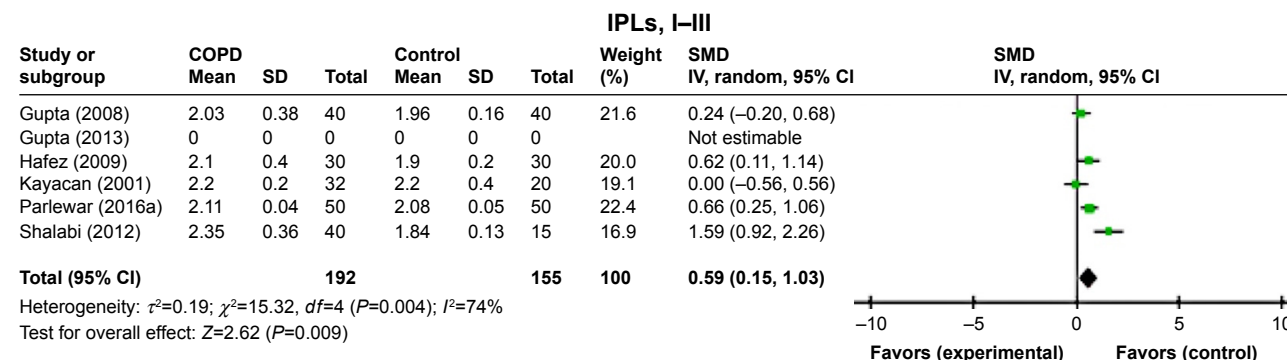 IPLs, I–III
Study or subgroup COPD Mean SD Total Control Mean SD Total Weight (%) SMD IV, random, 95% CI SMD IV, random, 95% CI
Gupta (2008) 2.03 0.38 40 1.96 0.16 40 21.6 0.24 (–0.20, 0.68)
Gupta (2013) 0 0 0 0 0 0 Not estimable
Hafez (2009) 2.1 0.4 30 1.9 0.2 30 20.0 0.62 (0.11, 1.14)
Kayacan (2001) 2.2 0.2 32 2.2 0.4 20 19.1 0.00 (–0.56, 0.56)
Parlewar (2016a) 2.11 0.04 50 2.08 0.05 50 22.4 0.66 (0.25, 1.06)
Shalabi (2012) 2.35 0.36 40 1.84 0.13 15 16.9 1.59 (0.92, 2.26)
Total (95% CI) 192 155 100 0.59 (0.15, 1.03)
Heterogeneity: τ²=0.19; χ²=15.32, df=4 (P=0.004); I²=74%
Test for overall effect: Z=2.62 (P=0.009)
–10 –5 0 5 10
Favors (experimental) Favors (control)